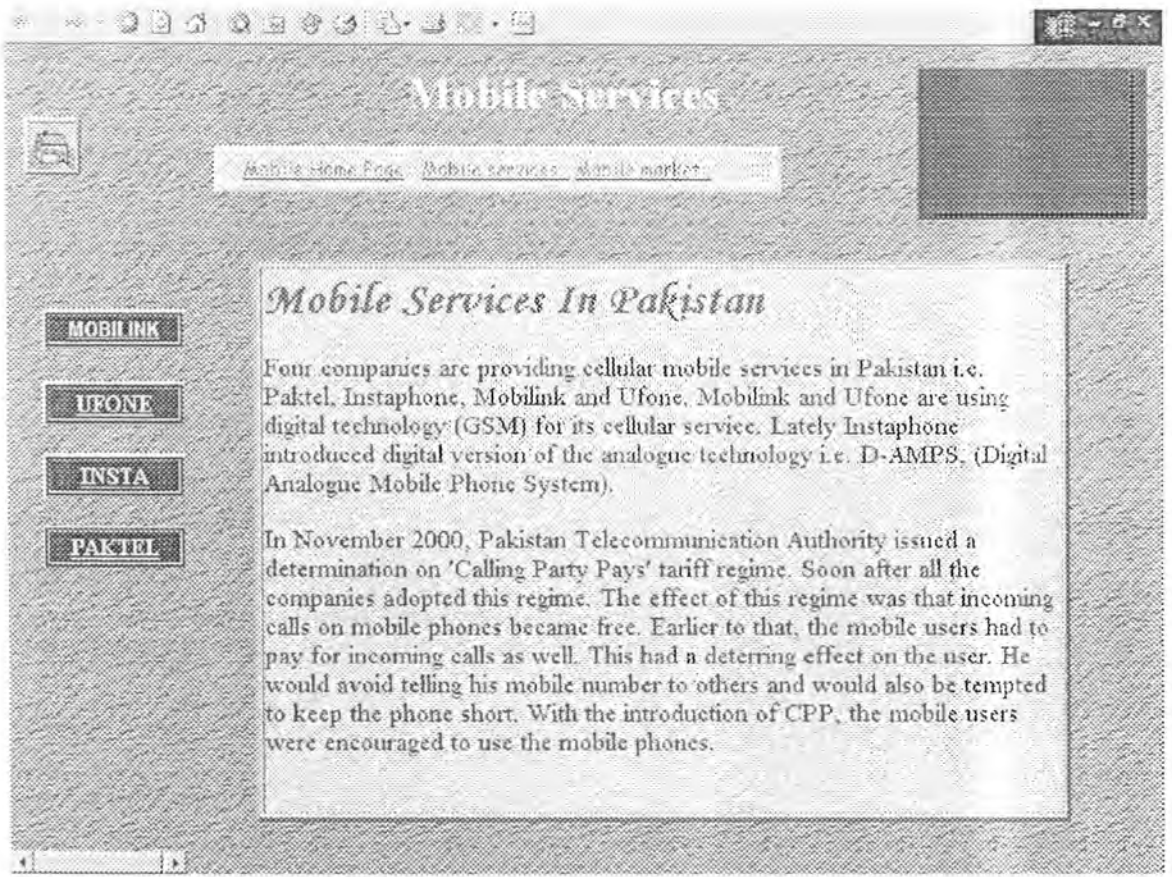 Mobile Services
Mobile Home Page Mobile services Mobile market
MOBILINK
UFONE
INSTA
PAKTEL
Mobile Services In Pakistan
Four companies are providing cellular mobile services in Pakistan i.e.
Paktel, Instaphone, Mobilink and Ufone. Mobilink and Ufone are using
digital technology (GSM) for its cellular service. Lately Instaphone
introduced digital version of the analogue technology i.e. D-AMPS, (Digital
Analogue Mobile Phone System).
In November 2000, Pakistan Telecommunication Authority issued a
determination on 'Calling Party Pays' tariff regime. Soon after all the
companies adopted this regime. The effect of this regime was that incoming
calls on mobile phones became free. Earlier to that, the mobile users had to
pay for incoming calls as well. This had a deterring effect on the user. He
would avoid telling his mobile number to others and would also be tempted
to keep the phone short. With the introduction of CPP, the mobile users
were encouraged to use the mobile phones.